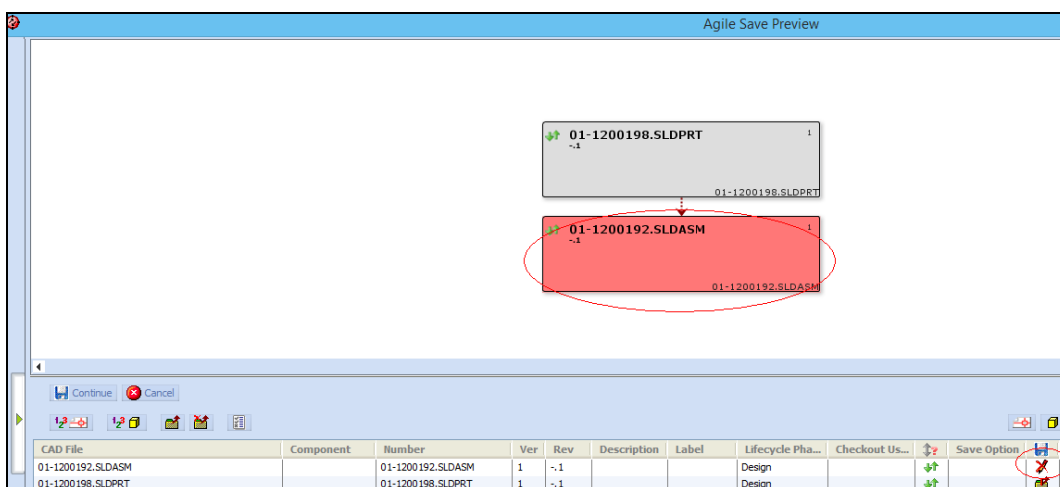 Agile Save Preview
01-1200198.SLDPRT 1
-.1
01-1200198.SLDPRT
01-1200192.SLDASM 1
-.1
01-1200192.SLDASM
Continue Cancel
CAD File Component Number Ver Rev Description Label Lifecycle Pha... Checkout Us... Save Option
01-1200192.SLDASM 01-1200192.SLDASM 1 -.1 Design
01-1200198.SLDPRT 01-1200198.SLDPRT 1 -.1 Design